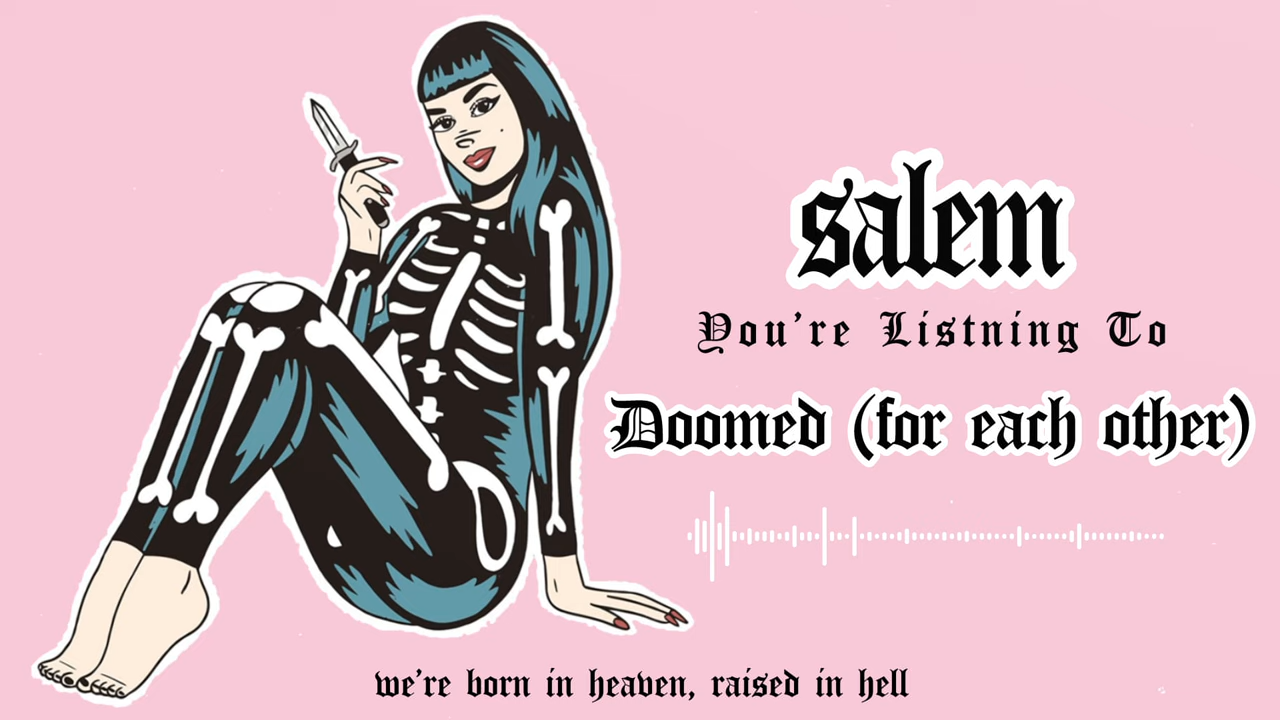 salem
You're Listning To
Doomed (for each other)
we're born in heaven, raised in hell